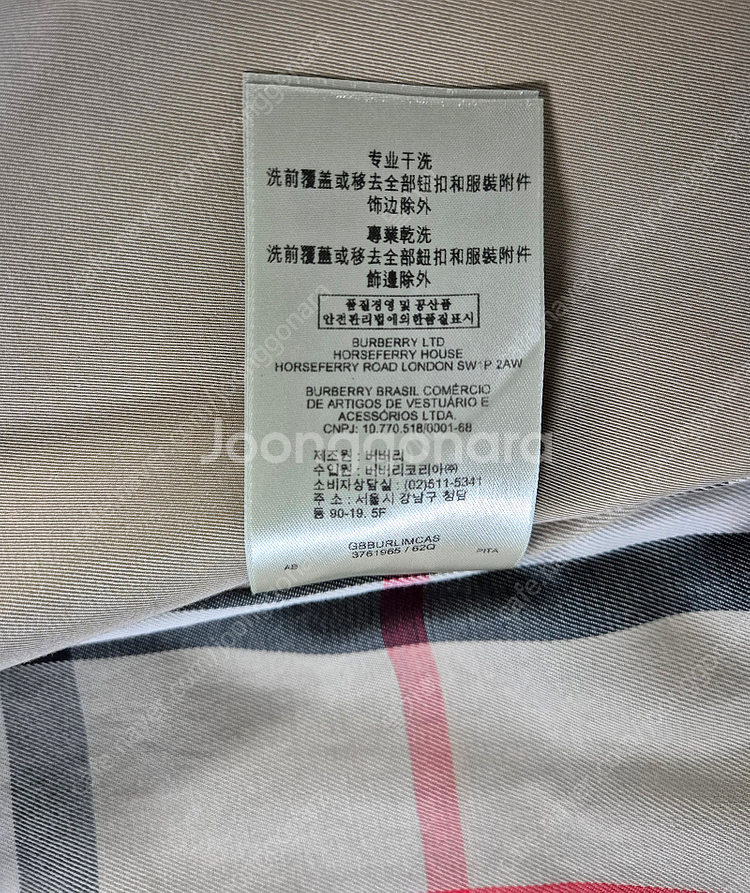 专业干洗
洗前覆盖或移去全部钮扣和服裝附件
饰边除外
專業乾洗
洗前覆蓋或移去全部鈕扣和服裝附件
飾邊除外
품질경영 및 공산품
안전관리법에의한품질표시
BURBERRY LTD
HORSEFERRY HOUSE
HORSEFERRY ROAD LONDON SW1P 2AW
BURBERRY BRASIL COMÉRCIO
DE ARTIGOS DE VESTUÁRIO E
ACESSÓRIOS LTDA.
CNPJ: 10.770.518/0001-68
Joonggonara
제조원 : 버버리
수입원 : 버버리코리아㈜
소비자상담실 : (02)511-5341
주 소 : 서울시 강남구 청담
동 90-19. 5F
GBBURLIMCAS
3761965 / 62Q
AB PITA